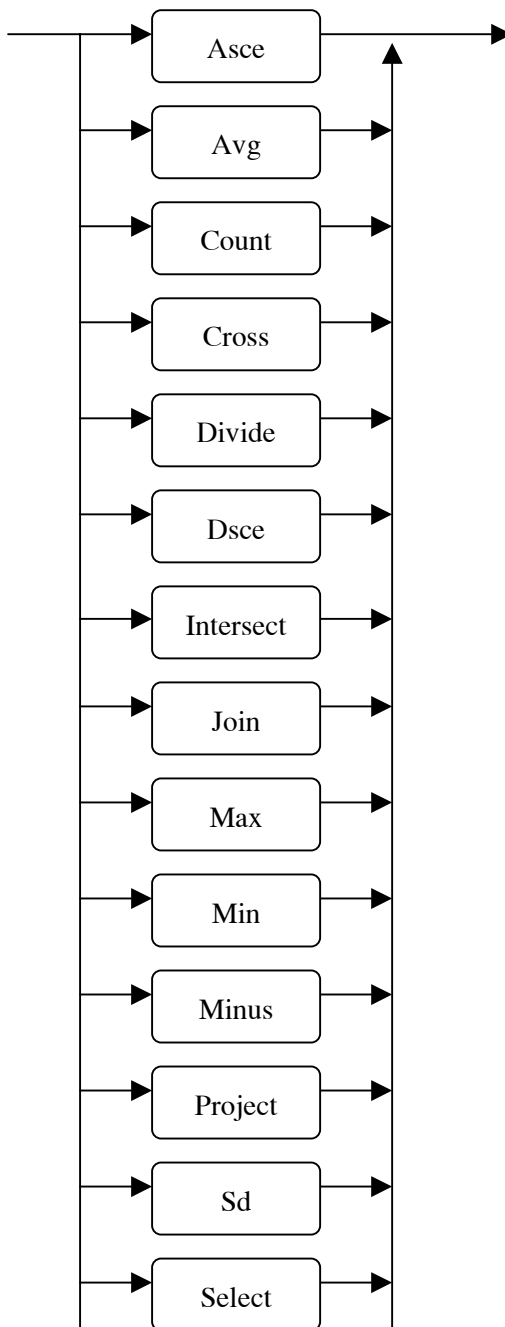 Asce
Avg
Count
Cross
Divide
Dsce
Intersect
Join
Max
Min
Minus
Project
Sd
Select